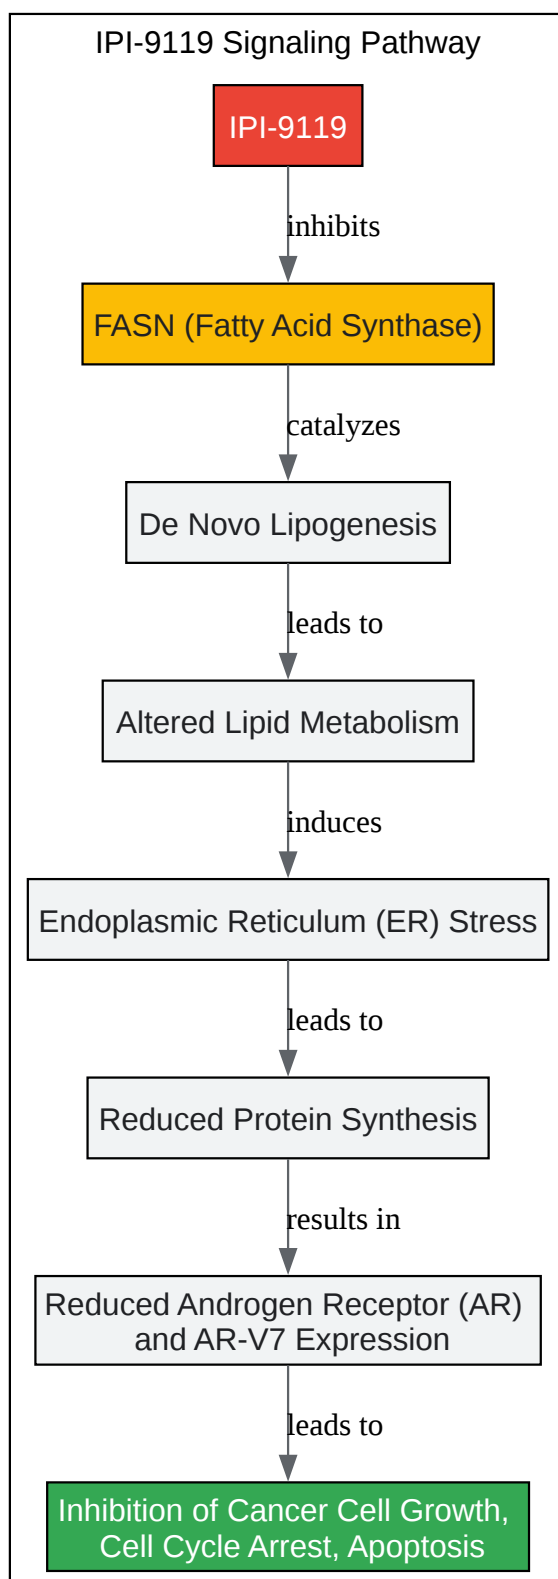 IPI-9119 Signaling Pathway
IPI-9119
inhibits
FASN (Fatty Acid Synthase)
catalyzes
De Novo Lipogenesis
leads to
Altered Lipid Metabolism
induces
Endoplasmic Reticulum (ER) Stress
leads to
Reduced Protein Synthesis
results in
Reduced Androgen Receptor (AR)
and AR-V7 Expression
leads to
Inhibition of Cancer Cell Growth,
Cell Cycle Arrest, Apoptosis